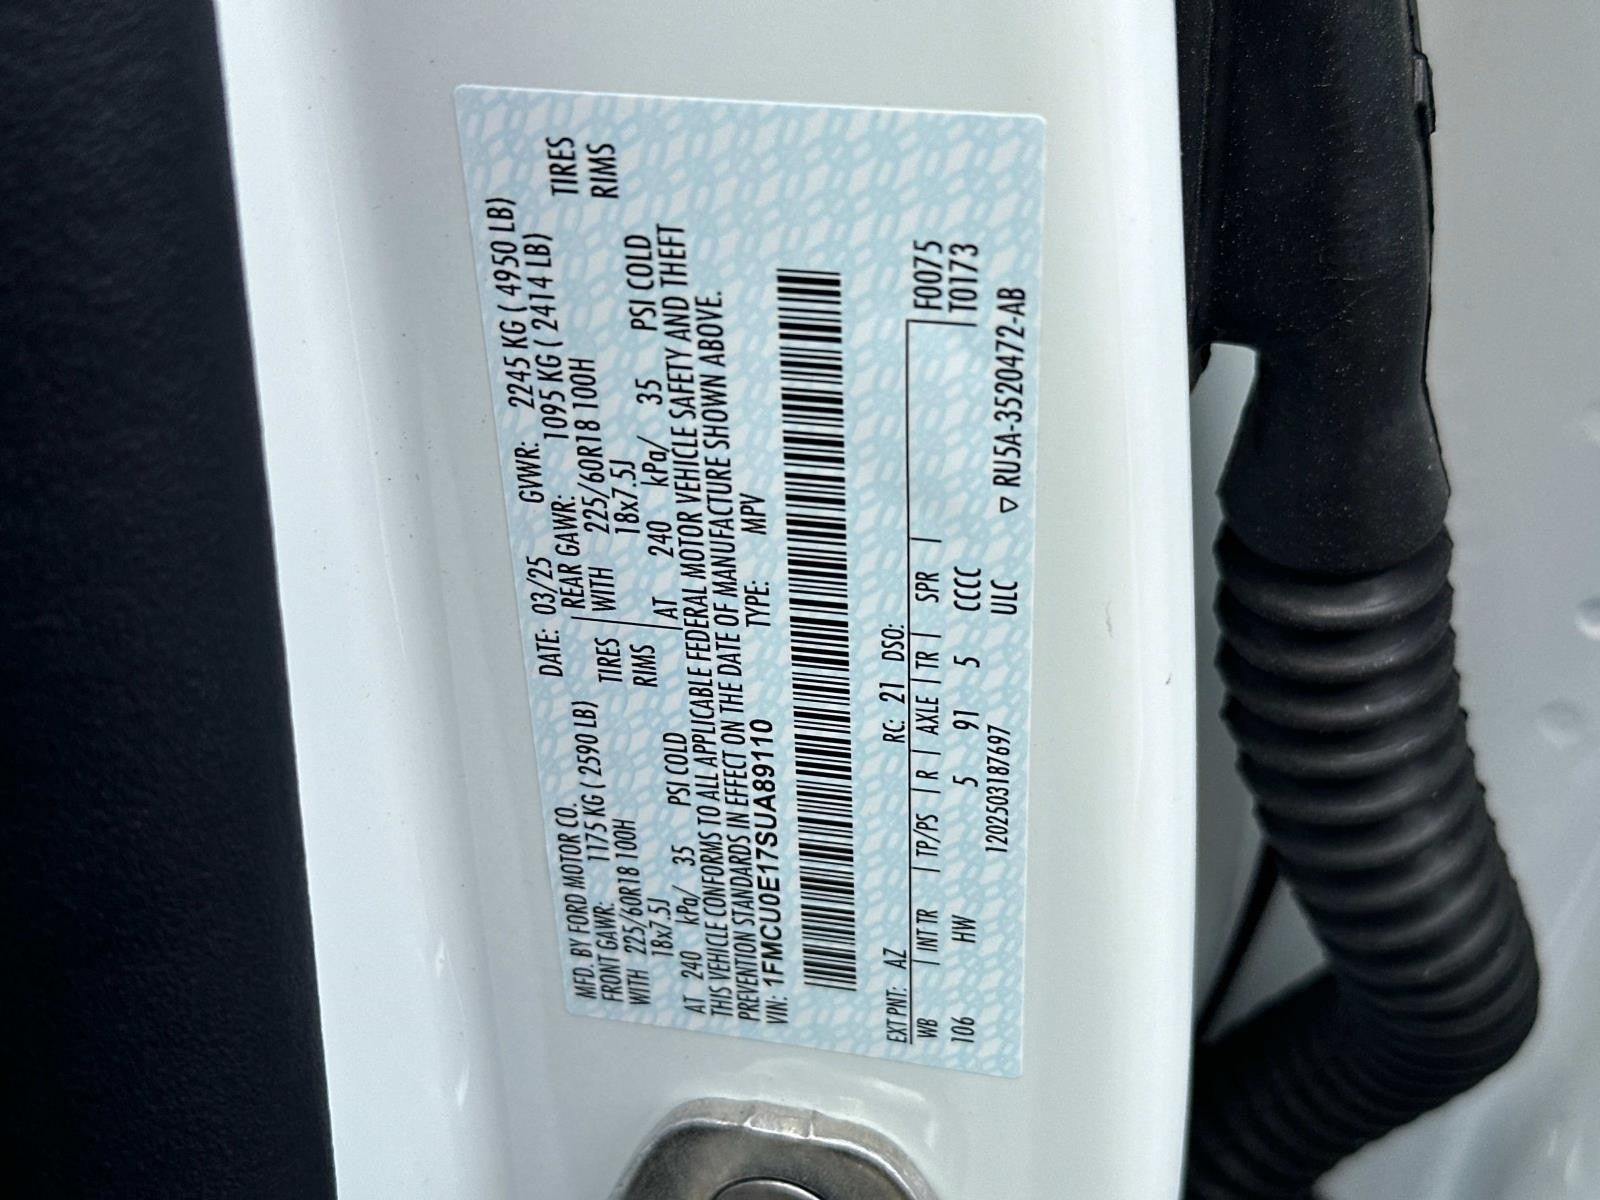 MFD. BY FORD MOTOR CO.
DATE: 03/25 GVWR: 2245 KG ( 4950 LB)
FRONT GAWR: 1175 KG ( 2590 LB) REAR GAWR: 1095 KG ( 2414 LB)
WITH 225/60R18 100H TIRES WITH 225/60R18 100H TIRES
18x7.5J RIMS 18x7.5J RIMS
AT 240 kPa/ 35 PSI COLD AT 240 kPa/ 35 PSI COLD
THIS VEHICLE CONFORMS TO ALL APPLICABLE FEDERAL MOTOR VEHICLE SAFETY AND THEFT
PREVENTION STANDARDS IN EFFECT ON THE DATE OF MANUFACTURE SHOWN ABOVE.
VIN: 1FMCU0E17SUA89110 TYPE: MPV
EXT PNT: AZ RC: 21 DSO: F0075
WB | INT TR | TP/PS | R | AXLE | TR | SPR | T0173
106 HW 5 91 5 CCCC
12025031876​97 ULC ▽ RU5A-3520472-AB